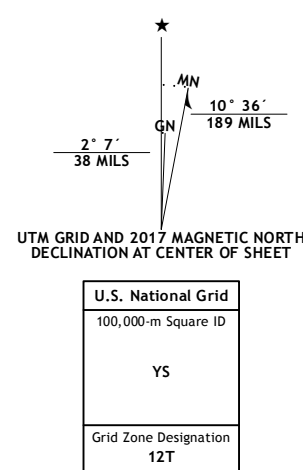 ★
MN
GN
10° 36´
189 MILS
2° 7´
38 MILS
UTM GRID AND 2017 MAGNETIC NORTH
DECLINATION AT CENTER OF SHEET
U.S. National Grid
100,000-m Square ID
YS
Grid Zone Designation
12T